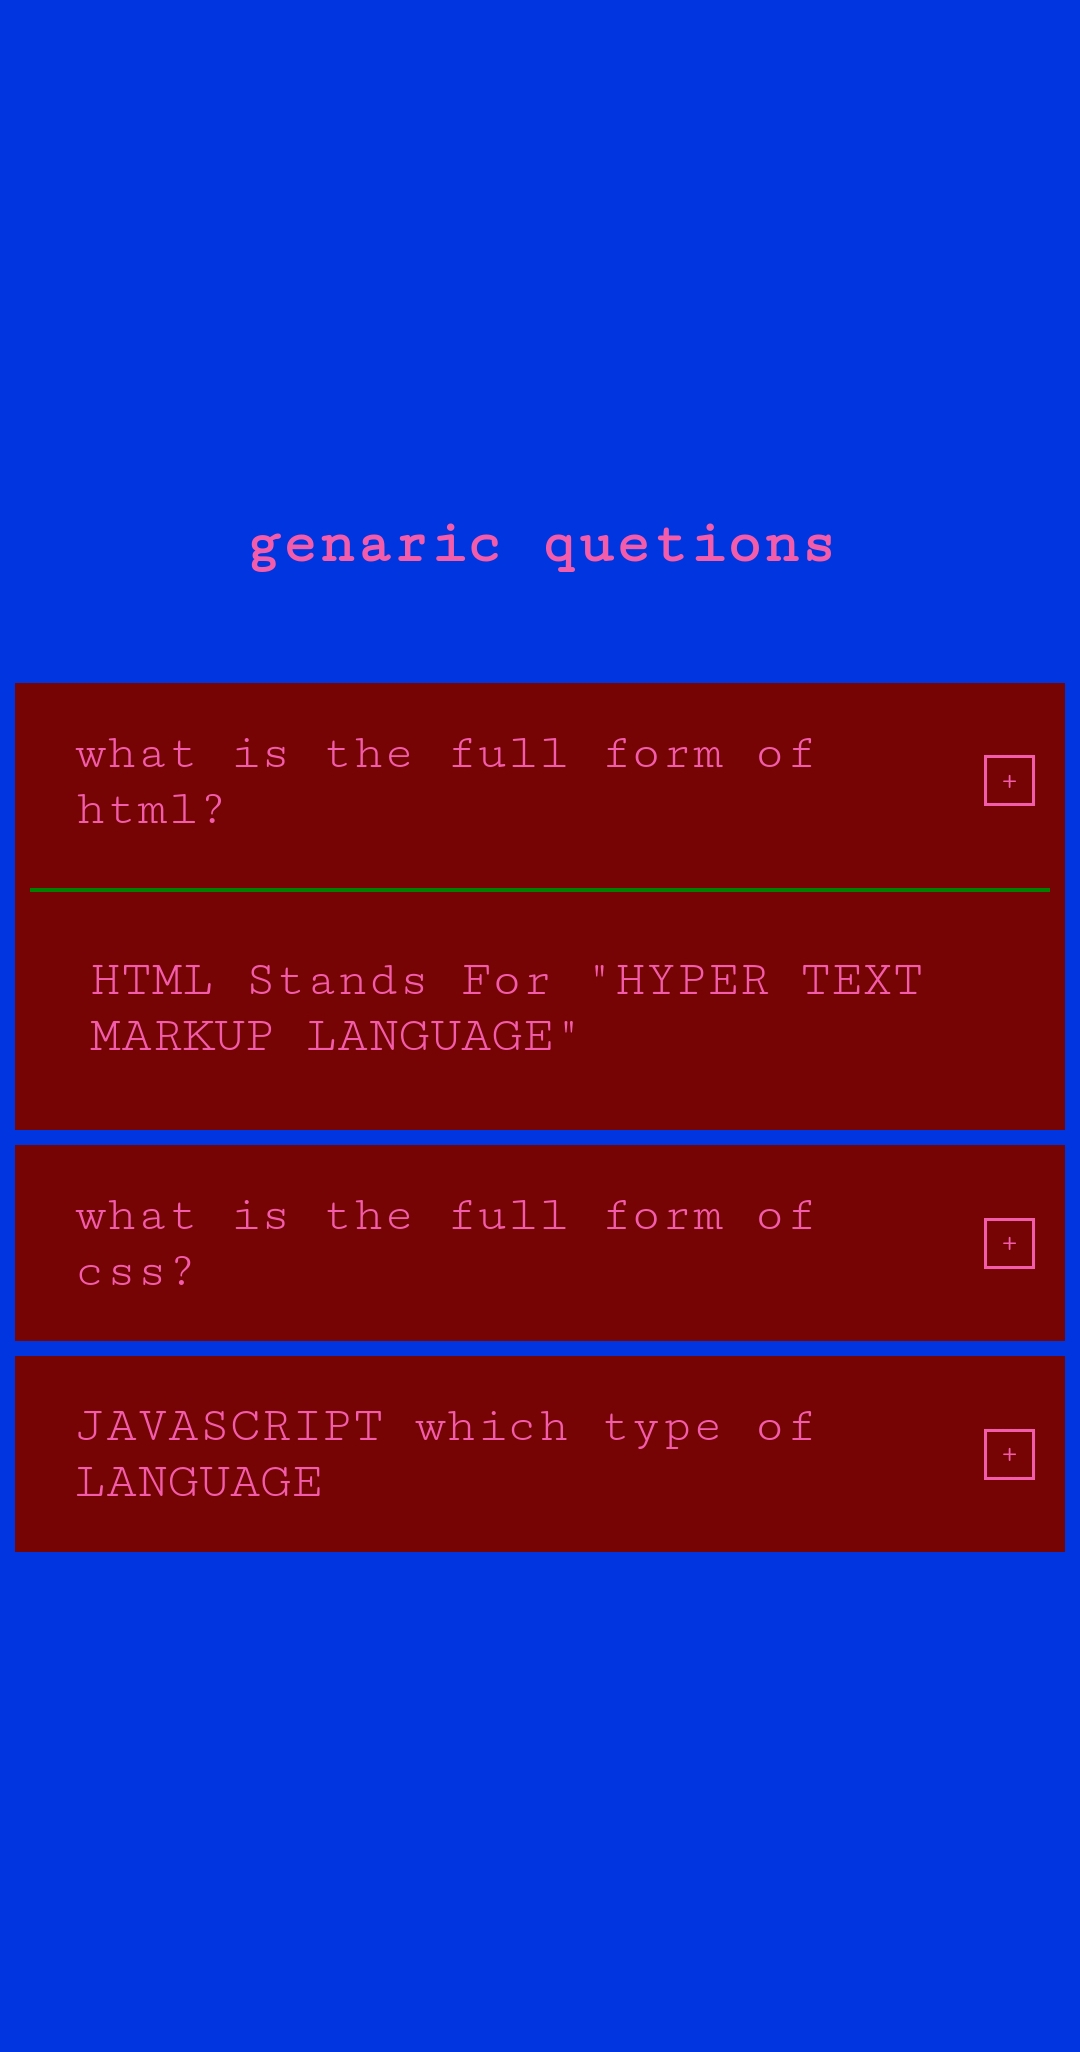 genaric quetions
what is the full form of
html?
+
HTML Stands For "HYPER TEXT
MARKUP LANGUAGE"
what is the full form of
css?
+
JAVASCRIPT which type of
LANGUAGE
+